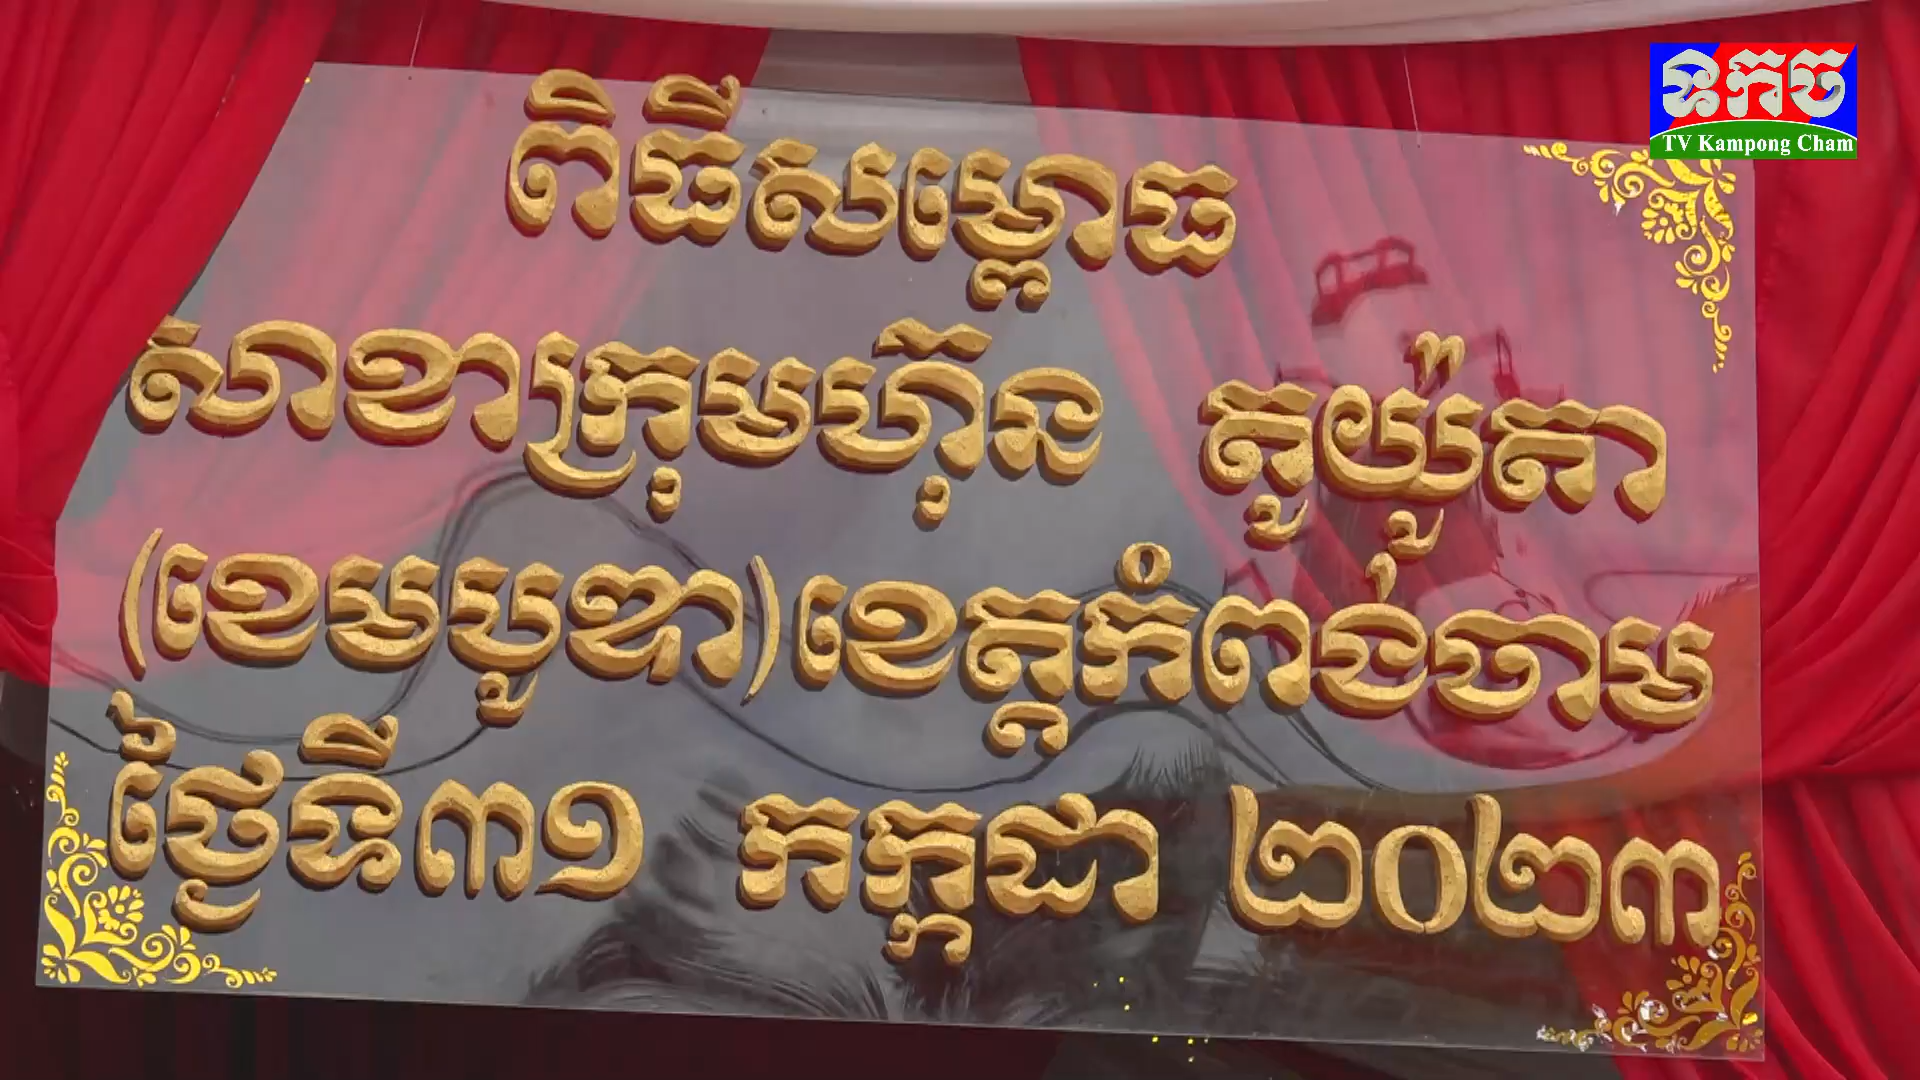 ទកច
TV Kampong Cham
ពិធីសម្ពោធ
សាខាក្រុមហ៊ុន តូយ៉ូតា
(ខេមបូឌា)ខេត្តកំពង់ចាម
ថ្ងៃទី៣១ កក្កដា ២០២៣